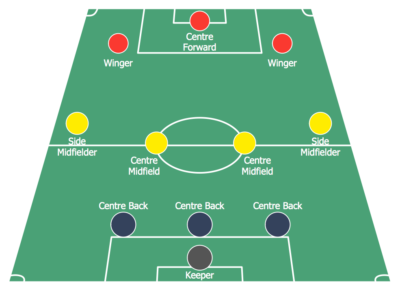 Centre
Forward
Winger
Winger
Side
Midfielder
Centre
Midfield
Centre
Midfield
Side
Midfielder
Centre Back
Centre Back
Centre Back
Keeper